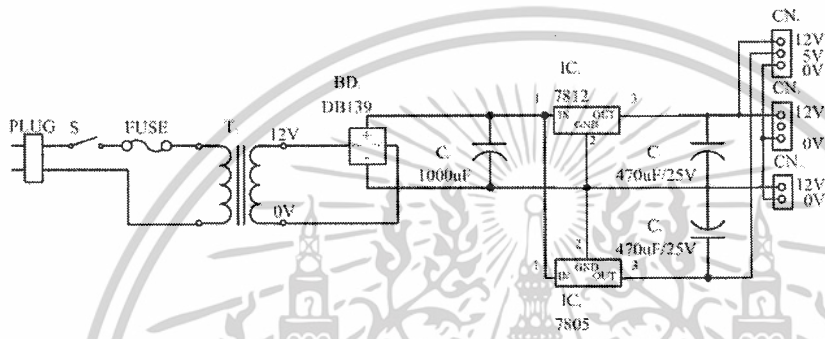 CN.
12V
5V
0V
IC.
7812
BD.
DB139
1
3
IN OUT
GND
2
CN.
12V
0V
PLUG
S
FUSE
T.
12V
C.
1000uF
C.
470uF/25V
CN.
12V
0V
0V
C.
470uF/25V
2
1
3
GND
IN OUT
IC.
7805